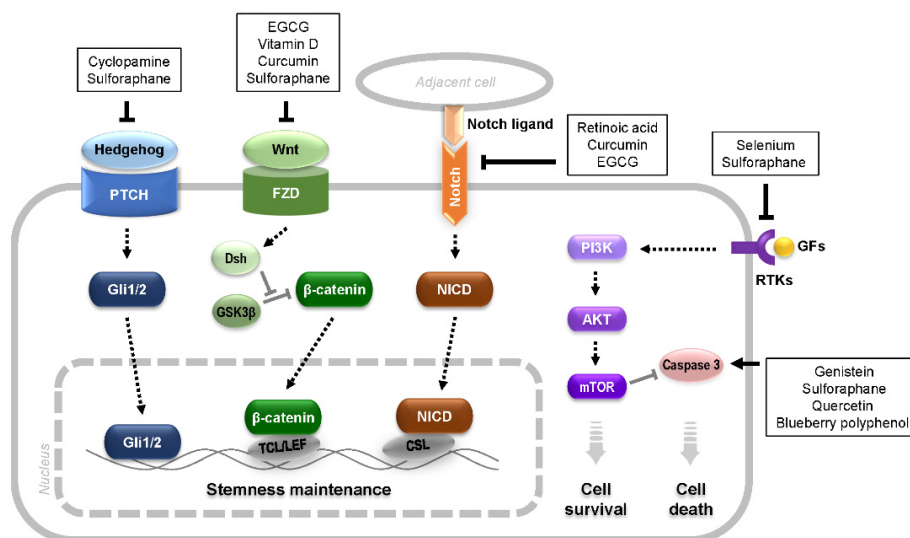 EGCG
Vitamin D
Curcumin
Sulforaphane
Cyclopamine
Sulforaphane
Adjacent cell
Notch ligand
Retinoic acid
Curcumin
EGCG
Selenium
Sulforaphane
Hedgehog
PTCH
Wnt
FZD
Notch
GFs
RTKs
PI3K
Dsh
GSK3β
β-catenin
Gli1/2
NICD
AKT
mTOR
Caspase 3
Genistein
Sulforaphane
Quercetin
Blueberry polyphenol
Nucleus
Gli1/2
β-catenin
TCL/LEF
NICD
CSL
Stemness maintenance
Cell
survival
Cell
death